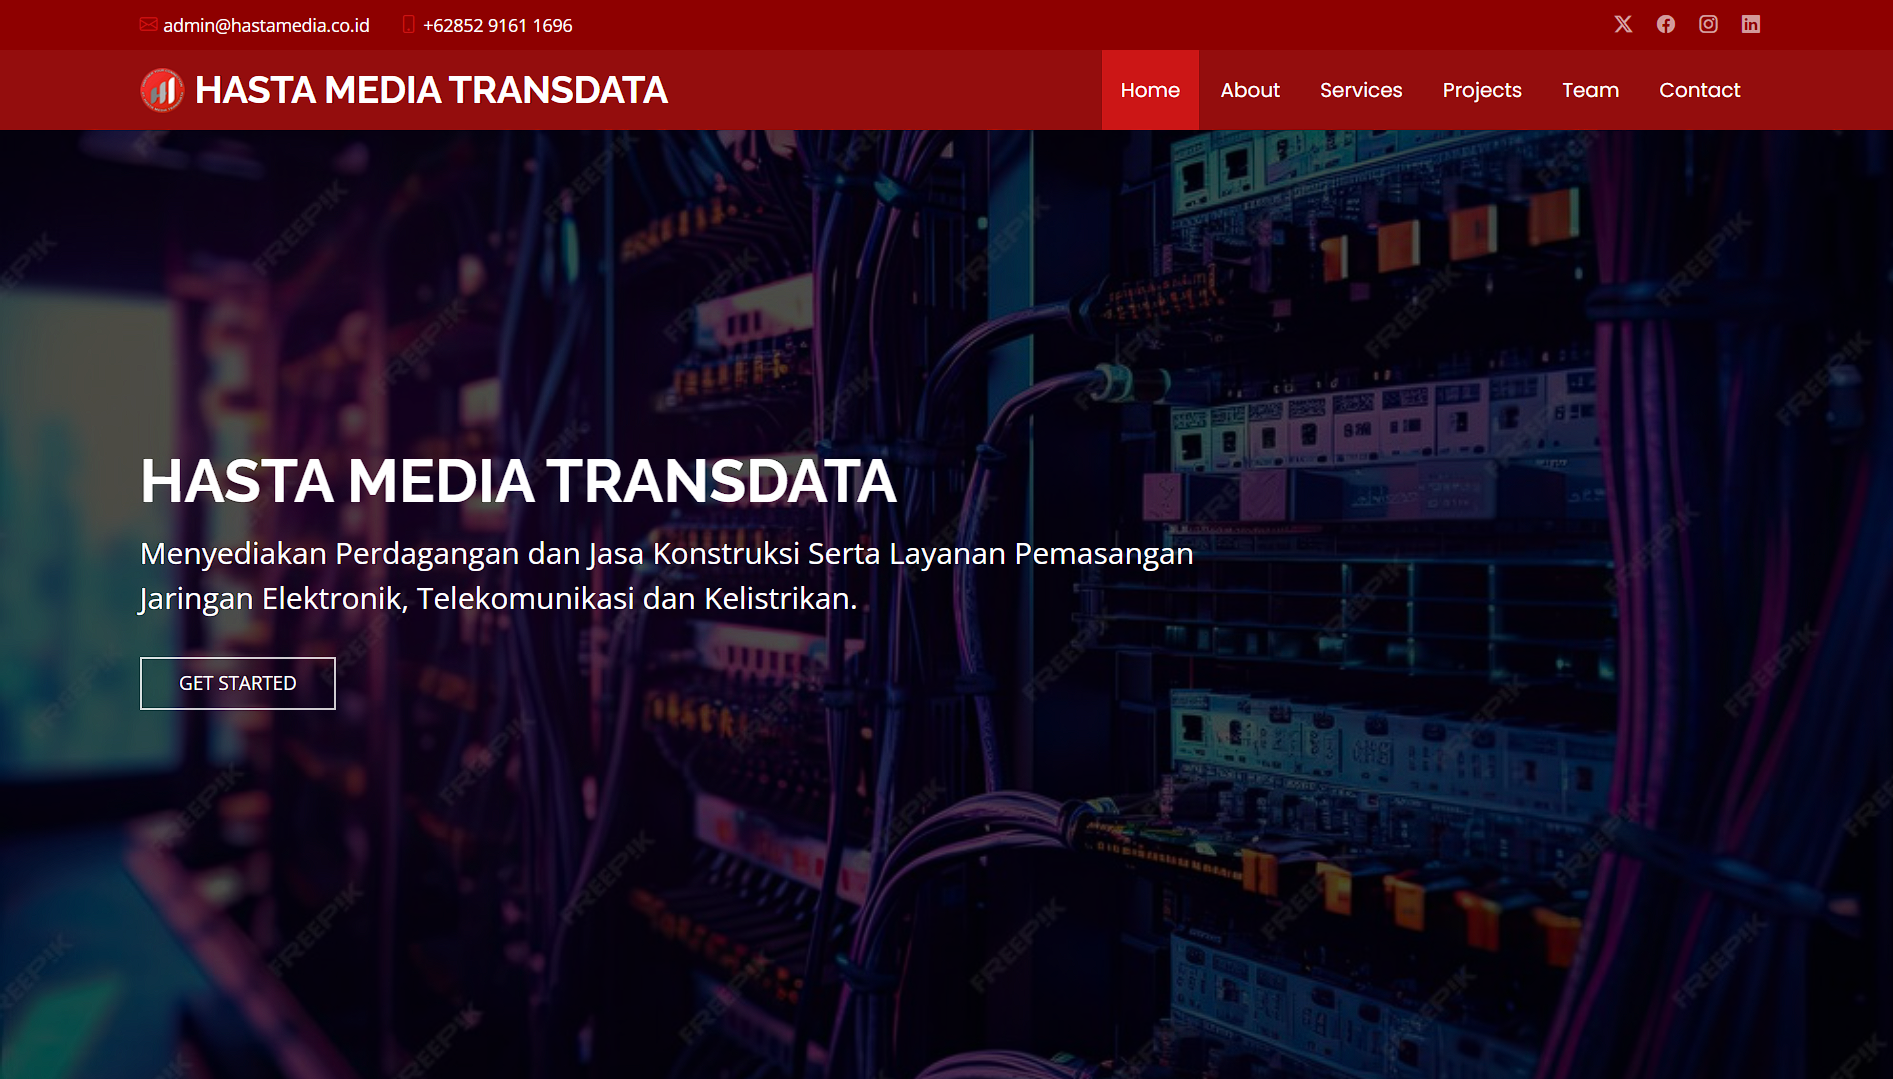 admin@hastamedia.co.id +62852 9161 1696
HASTA MEDIA TRANSDATA
Home About Services Projects Team Contact
HASTA MEDIA TRANSDATA
Menyediakan Perdagangan dan Jasa Konstruksi Serta Layanan Pemasangan
Jaringan Elektronik, Telekomunikasi dan Kelistrikan.
GET STARTED
FREEPIK